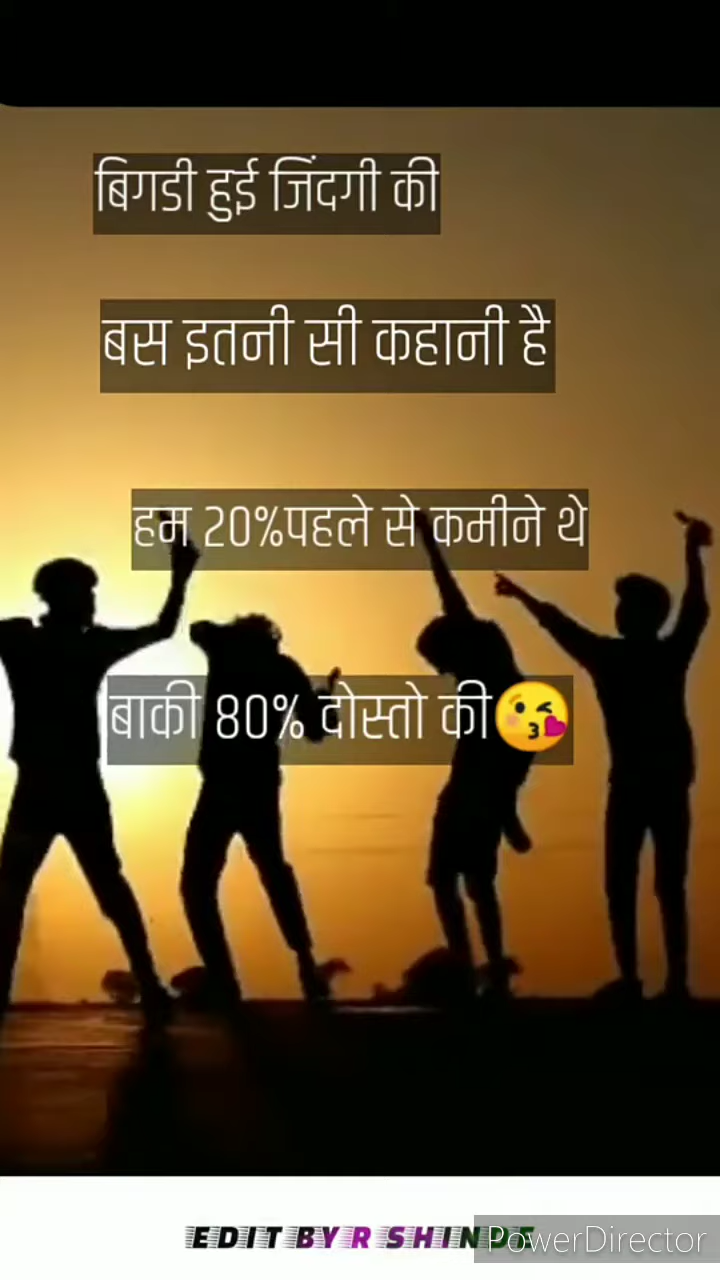 बिगडी हुई जिंदगी की
बस इतनी सी कहानी है
हम 20%पहले से कमीने थे
बाकी 80% दोस्तो की😘
EDIT BY R SHINDE
PowerDirector